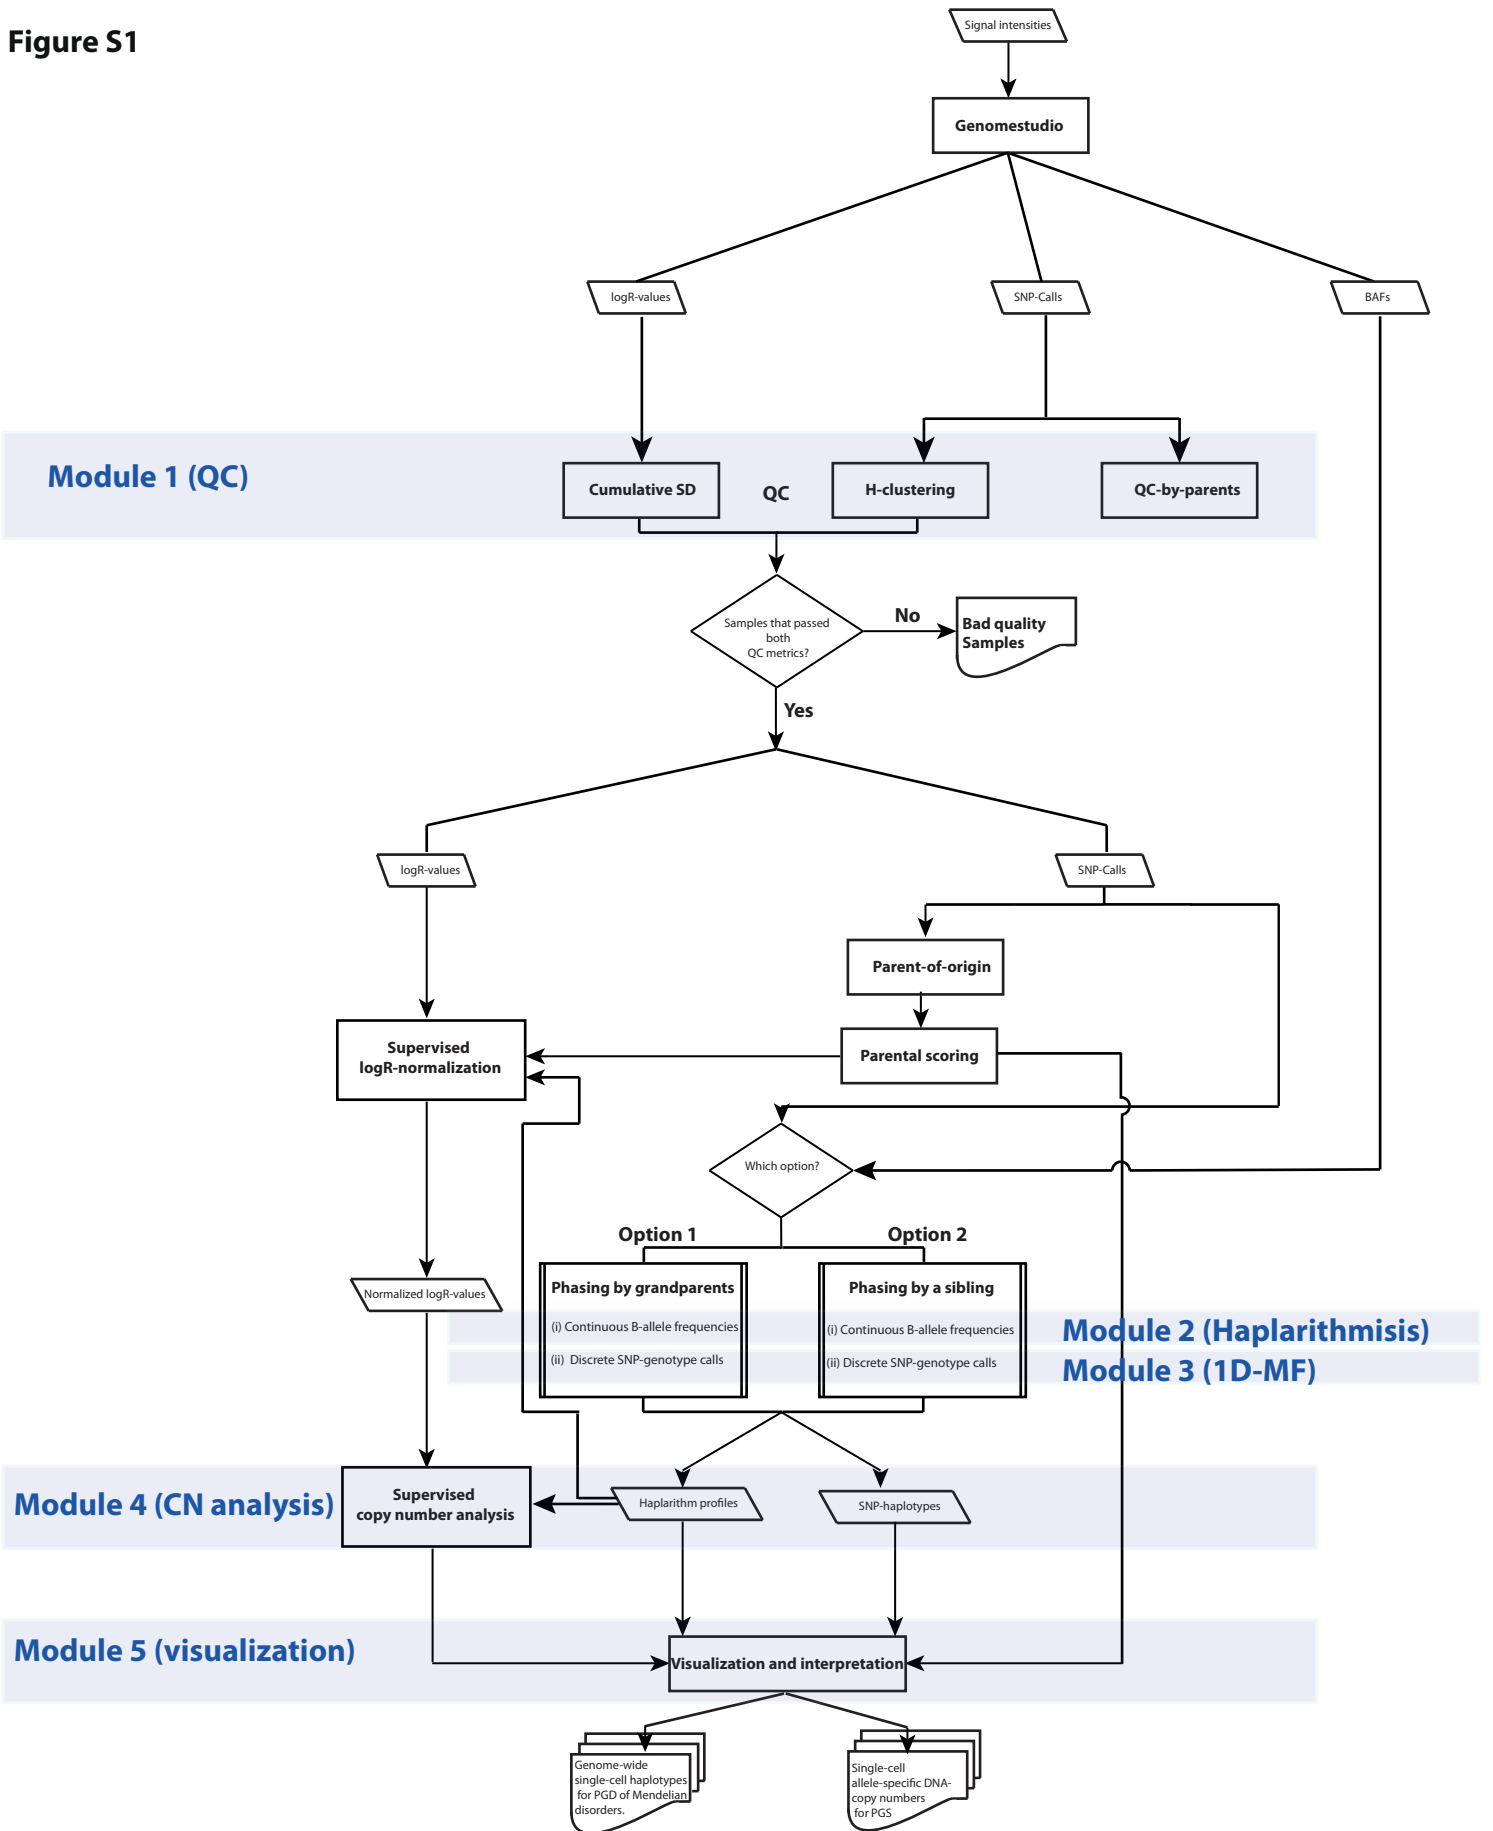 Figure S1
Signal intensities
Genomestudio
logR-values
SNP-Calls
BAFs
Module 1 (QC)
Cumulative SD
QC
H-clustering
QC-by-parents
Samples that passed
both
QC metrics?
No
Bad quality
Samples
Yes
logR-values
SNP-Calls
Parent-of-origin
Supervised
logR-normalization
Parental scoring
Which option?
Option 1
Option 2
Normalized logR-values
Phasing by grandparents
(i) Continuous B-allele frequencies
(ii) Discrete SNP-genotype calls
Phasing by a sibling
(i) Continuous B-allele frequencies
(ii) Discrete SNP-genotype calls
Module 2 (Haplarithmisis)
Module 3 (1D-MF)
Module 4 (CN analysis)
Supervised
copy number analysis
Haplarithm profiles
SNP-haplotypes
Module 5 (visualization)
Visualization and interpretation
Genome-wide
single-cell haplotypes
for PGD of Mendelian
disorders.
Single-cell
allele-specific DNA-
copy numbers
for PGS